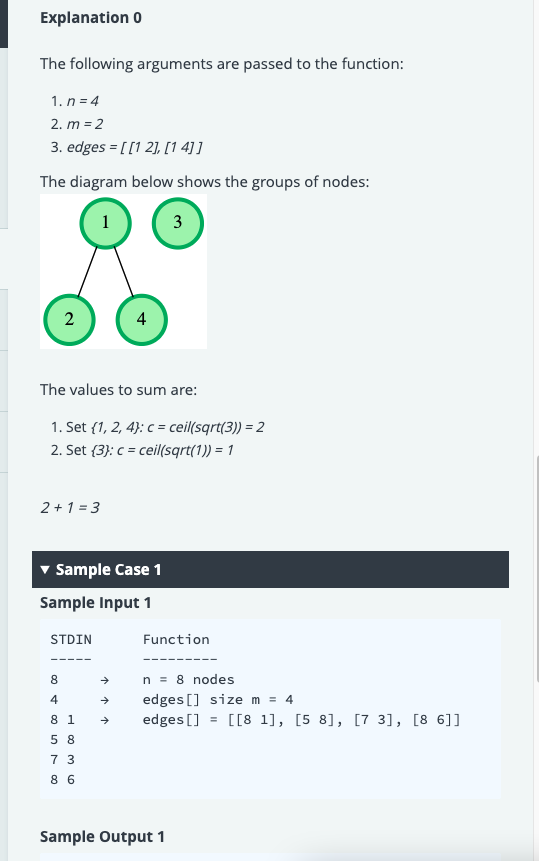 Explanation 0
The following arguments are passed to the function:
1. n = 4
2. m = 2
3. edges = [ [1 2], [1 4] ]
The diagram below shows the groups of nodes:
1
3
2
4
The values to sum are:
1. Set {1, 2, 4}: c = ceil(sqrt(3)) = 2
2. Set {3}: c = ceil(sqrt(1)) = 1
2 + 1 = 3
▼ Sample Case 1
Sample Input 1
STDIN Function
----- ---------
8 → n = 8 nodes
4 → edges[] size m = 4
8 1 → edges[] = [[8 1], [5 8], [7 3], [8 6]]
5 8
7 3
8 6
Sample Output 1